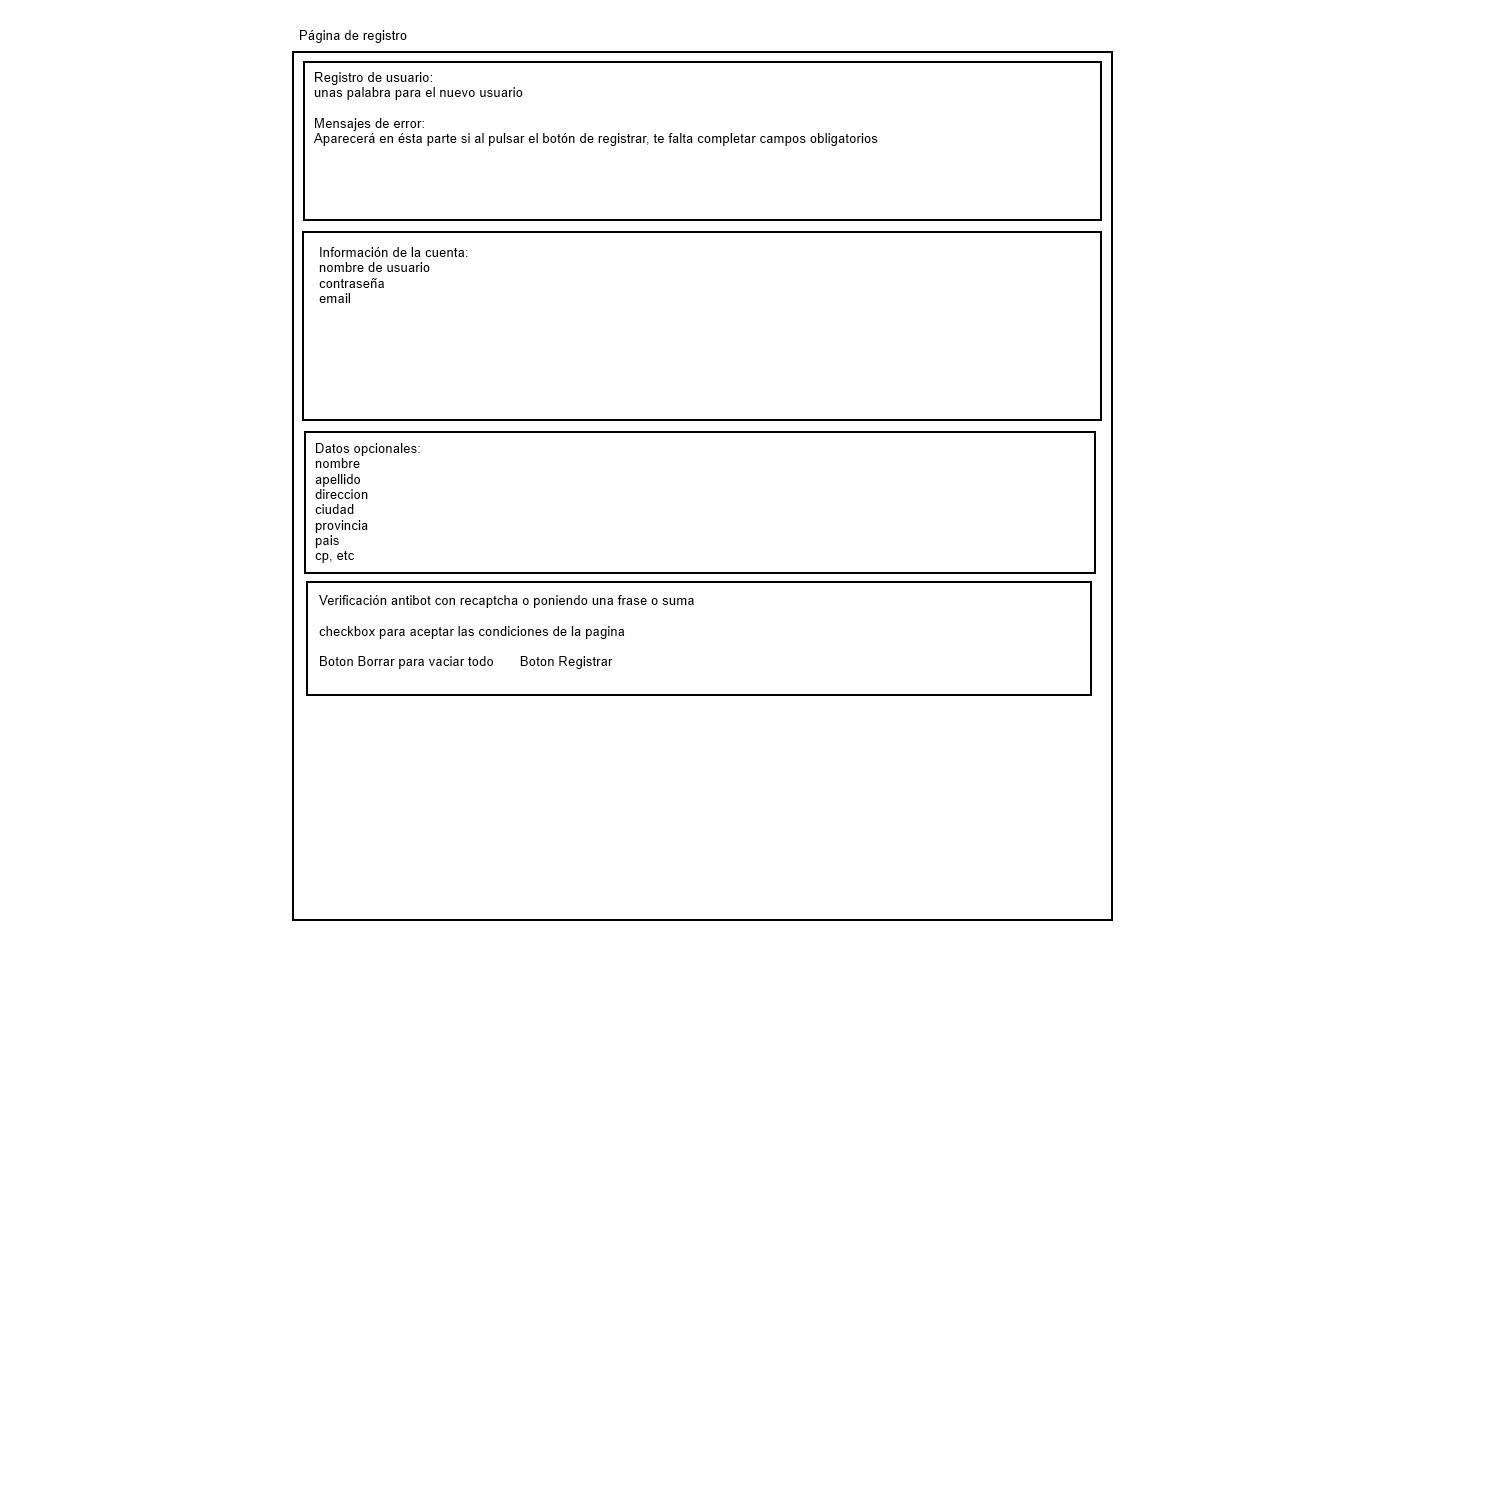 Página de registro
Registro de usuario:
unas palabra para el nuevo usuario
Mensajes de error:
Aparecerá en ésta parte si al pulsar el botón de registrar, te falta completar campos obligatorios
Información de la cuenta:
nombre de usuario
contraseña
email
Datos opcionales:
nombre
apellido
direccion
ciudad
provincia
pais
cp, etc
Verificación antibot con recaptcha o poniendo una frase o suma
checkbox para aceptar las condiciones de la pagina
Boton Borrar para vaciar todo Boton Registrar